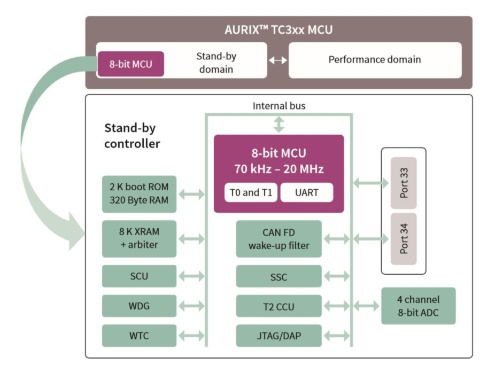 AURIX™ TC3xx MCU
8-bit MCU
Stand-by
domain
Performance domain
Internal bus
Stand-by
controller
8-bit MCU
70 kHz – 20 MHz
T0 and T1
UART
2 K boot ROM
320 Byte RAM
8 K XRAM
+ arbiter
SCU
WDG
WTC
CAN FD
wake-up filter
SSC
T2 CCU
JTAG/DAP
Port 33
Port 34
4 channel
8-bit ADC